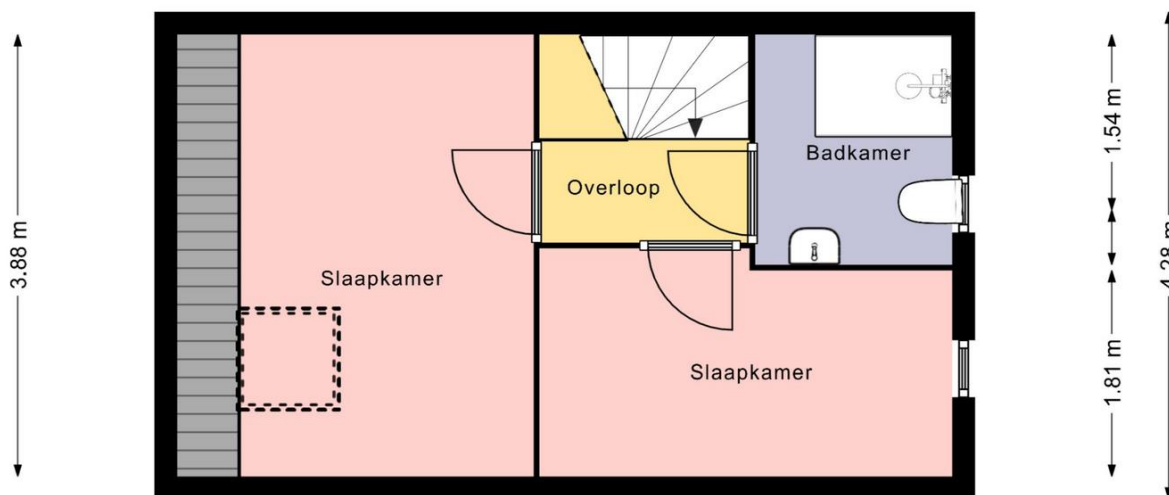 Badkamer
Overloop
Slaapkamer
Slaapkamer
3.88 m
1.54 m
1.81 m
4.28 m